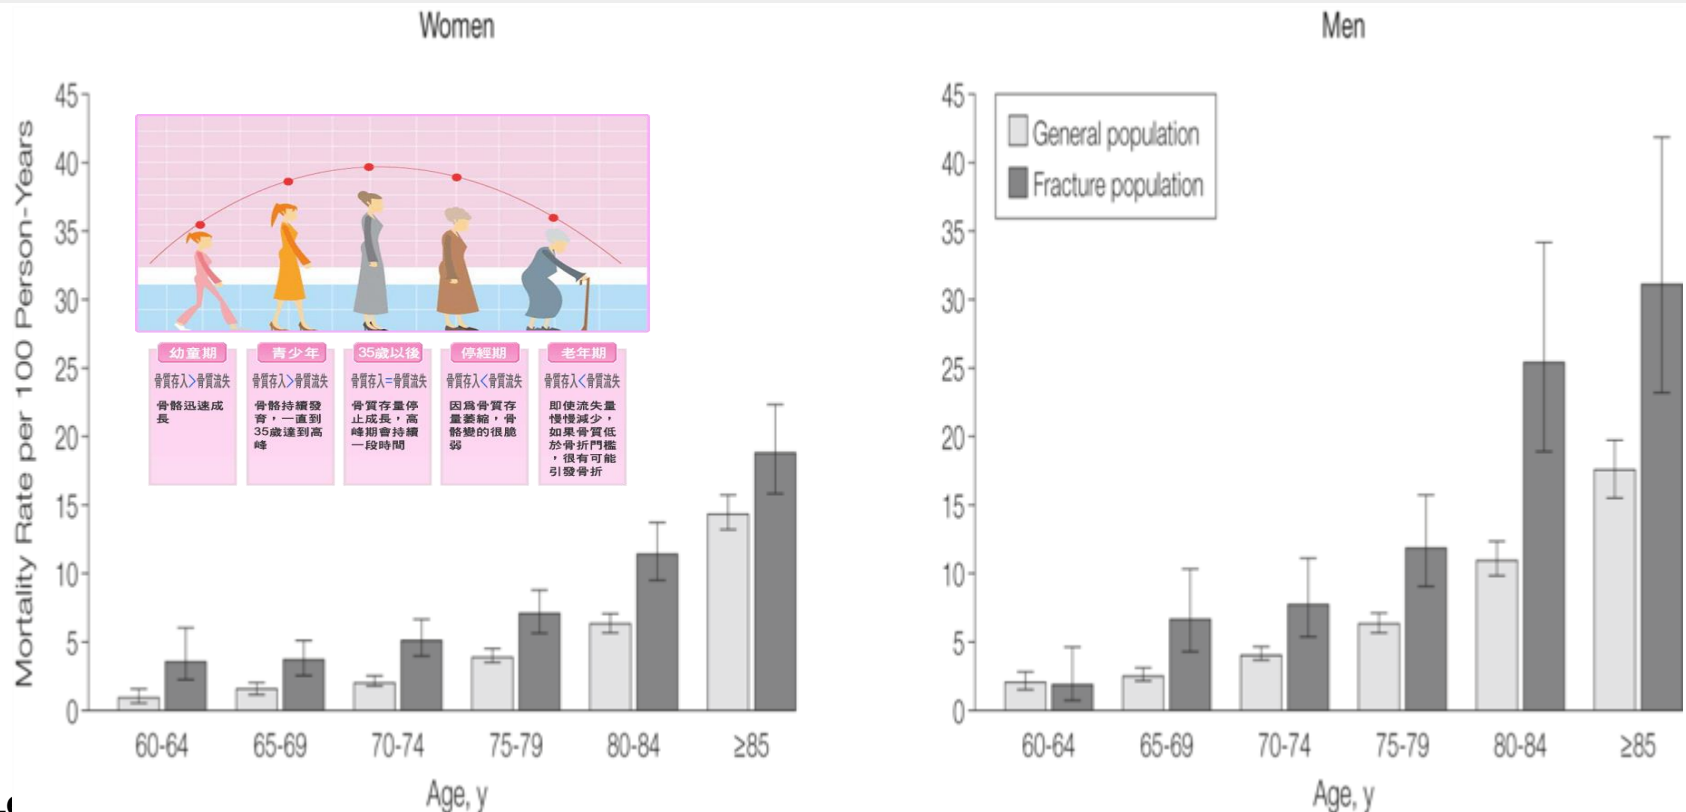 Women
Mortality Rate per 100 Person-Years
45
40
35
30
25
20
15
10
5
0
幼童期
骨質存入>骨質流失
骨骼迅速成
長
青少年
骨質存入>骨質流失
骨骼持續發
育，一直到
35歲達到高
峰
35歲以後
骨質存入=骨質流失
骨質存量停
止成長，高
峰期會持續
一段時間
停經期
骨質存入<骨質流失
因為骨質存
量萎縮，骨
骼變的很脆
弱
老年期
骨質存入<骨質流失
即使流失量
慢慢減少，
如果骨質低
於骨折門檻
，很有可能
引發骨折
60-64
65-69
70-74
75-79
80-84
≥85
Age, y
Men
45
40
35
30
25
20
15
10
5
0
General population
Fracture population
60-64
65-69
70-74
75-79
80-84
≥85
Age, y